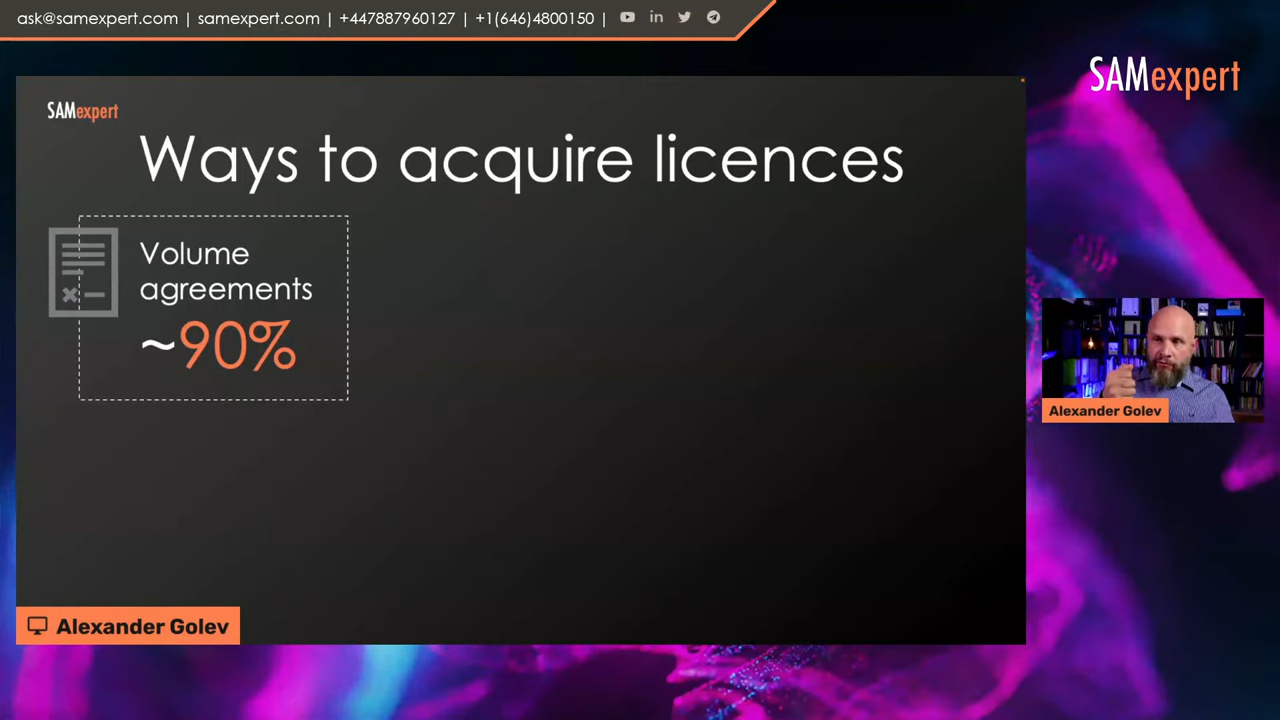 ask@samexpert.com | samexpert.com | +447887960127 | +1(646)4800150 |
SAMexpert
SAMexpert
Ways to acquire licences
Volume
agreements
~90%
Alexander Golev
Alexander Golev